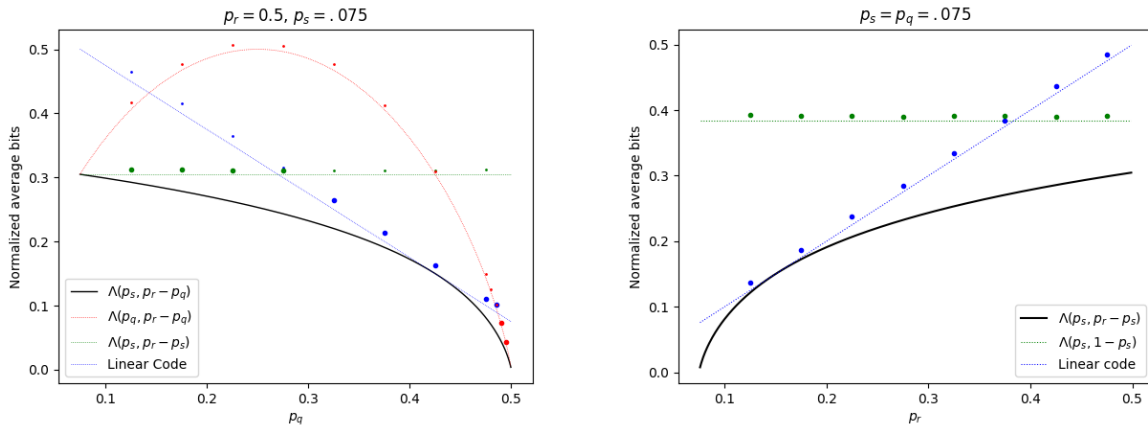 p_r = 0.5, p_s = .075
Normalized average bits
0.5
0.4
0.3
0.2
0.1
0.0
Λ(p_s, p_r − p_q)
Λ(p_q, p_r − p_q)
Λ(p_s, p_r − p_s)
Linear Code
0.1 0.2 0.3 0.4 0.5
p_q
p_s = p_q = .075
Normalized average bits
0.5
0.4
0.3
0.2
0.1
0.0
Λ(p_s, p_r − p_s)
Λ(p_s, 1 − p_s)
Linear code
0.1 0.2 0.3 0.4 0.5
p_r